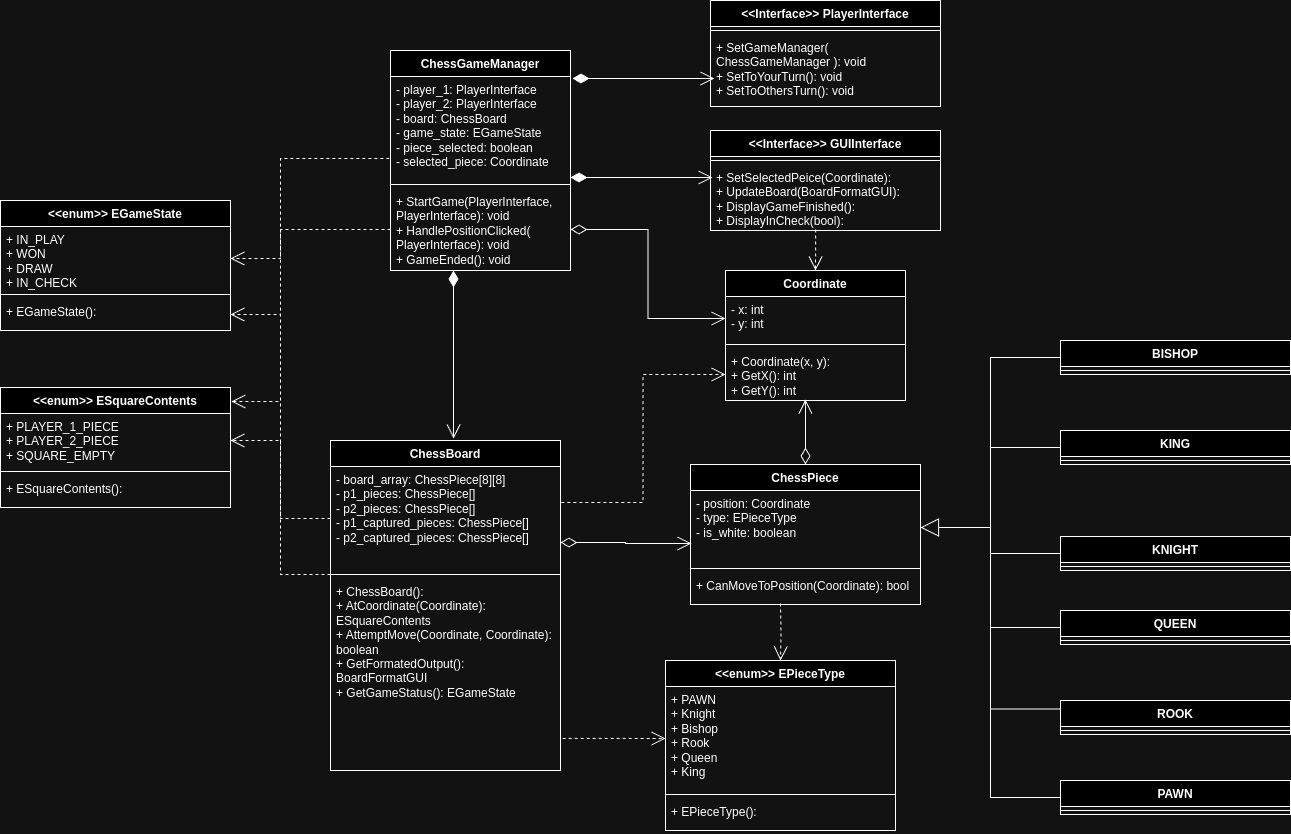 <<Interface>> PlayerInterface
+ SetGameManager(
ChessGameManager ): void
+ SetToYourTurn(): void
+ SetToOthersTurn(): void
ChessGameManager
- player_1: PlayerInterface
- player_2: PlayerInterface
- board: ChessBoard
- game_state: EGameState
- piece_selected: boolean
- selected_piece: Coordinate
+ StartGame(PlayerInterface,
PlayerInterface): void
+ HandlePositionClicked(
PlayerInterface): void
+ GameEnded(): void
<<Interface>> GUIInterface
+ SetSelectedPeice(Coordinate):
+ UpdateBoard(BoardFormatGUI):
+ DisplayGameFinished():
+ DisplayInCheck(bool):
<<enum>> EGameState
+ IN_PLAY
+ WON
+ DRAW
+ IN_CHECK
+ EGameState():
Coordinate
- x: int
- y: int
+ Coordinate(x, y):
+ GetX(): int
+ GetY(): int
<<enum>> ESquareContents
+ PLAYER_1_PIECE
+ PLAYER_2_PIECE
+ SQUARE_EMPTY
+ ESquareContents():
ChessBoard
- board_array: ChessPiece[8][8]
- p1_pieces: ChessPiece[]
- p2_pieces: ChessPiece[]
- p1_captured_pieces: ChessPiece[]
- p2_captured_pieces: ChessPiece[]
+ ChessBoard():
+ AtCoordinate(Coordinate):
ESquareContents
+ AttemptMove(Coordinate, Coordinate):
boolean
+ GetFormatedOutput():
BoardFormatGUI
+ GetGameStatus(): EGameState
ChessPiece
- position: Coordinate
- type: EPieceType
- is_white: boolean
+ CanMoveToPosition(Coordinate): bool
<<enum>> EPieceType
+ PAWN
+ Knight
+ Bishop
+ Rook
+ Queen
+ King
+ EPieceType():
BISHOP
KING
KNIGHT
QUEEN
ROOK
PAWN